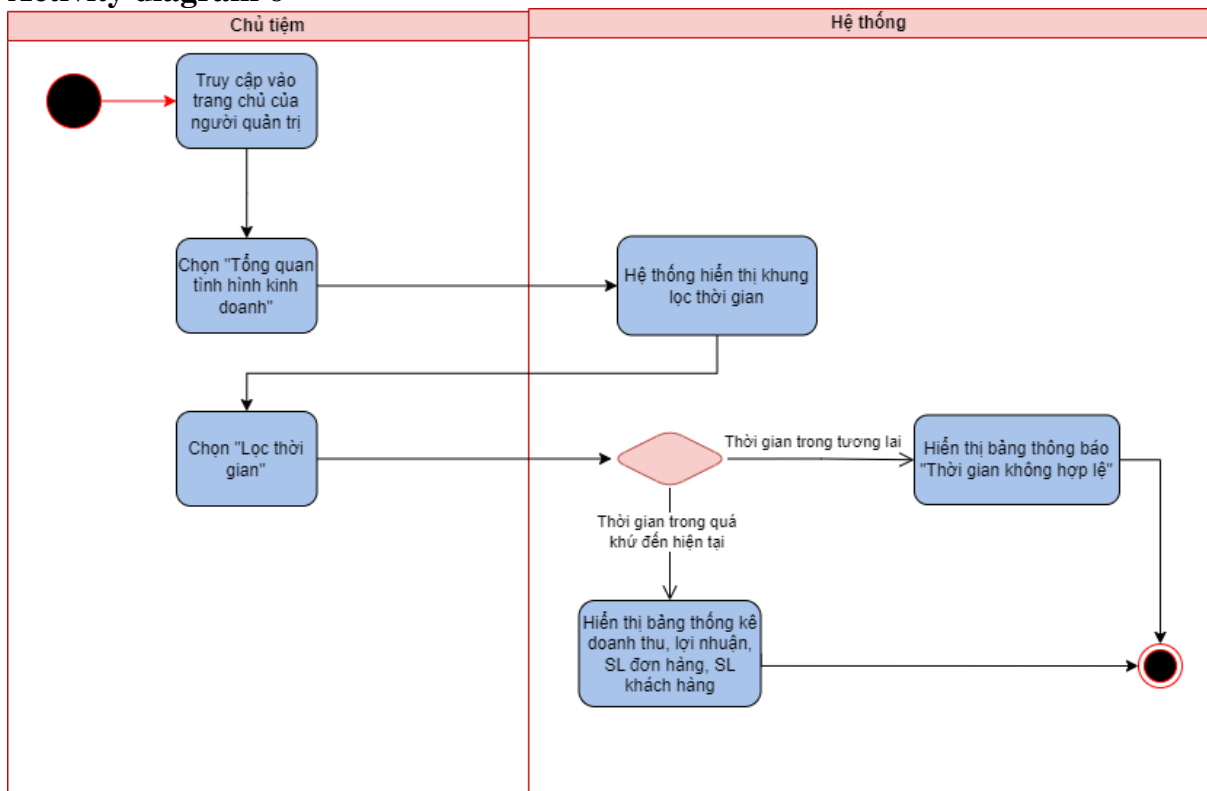 Chủ tiệm
Hệ thống
Truy cập vào
trang chủ của
người quản trị
Chọn "Tổng quan
tình hình kinh
doanh"
Hệ thống hiển thị khung
lọc thời gian
Chọn "Lọc thời
gian"
Thời gian trong tương lai
Hiển thị bảng thông báo
"Thời gian không hợp lệ"
Thời gian trong quá
khứ đến hiện tại
Hiển thị bảng thống kê
doanh thu, lợi nhuận,
SL đơn hàng, SL
khách hàng